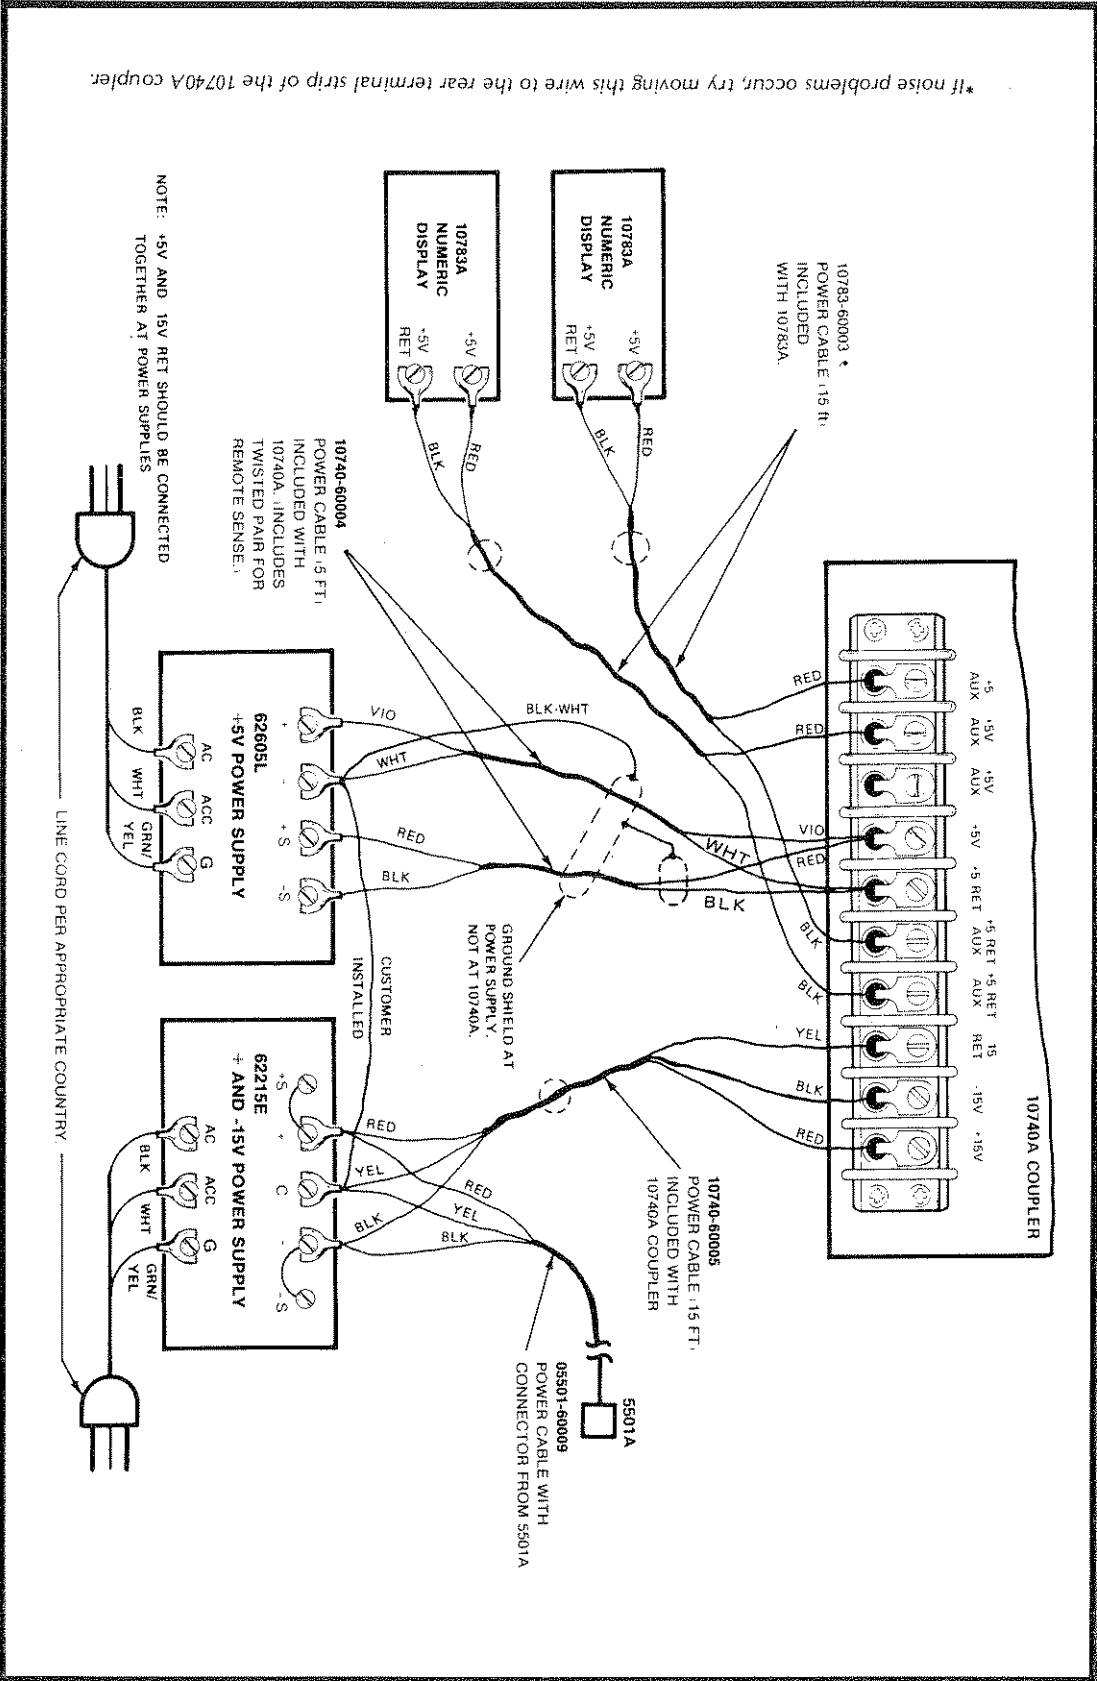 *If noise problems occur, try moving this wire to the rear terminal strip of the 10740A coupler.
10740A COUPLER
+5
AUX
+5V
AUX
+5V
AUX
+5V
+5 RET
+5 RET
AUX
+5 RET
AUX
15
RET
-15V
+15V
RED
RED
VIO
WHT
RED
BLK
BLK
BLK
YEL
BLK
RED
10783-60003
POWER CABLE (15 ft)
INCLUDED
WITH 10783A.
10783A
NUMERIC
DISPLAY
+5V
+5V
RET
RED
BLK
10783A
NUMERIC
DISPLAY
+5V
+5V
RET
RED
BLK
10740-60004
POWER CABLE (5 FT)
INCLUDED WITH
10740A. (INCLUDES
TWISTED PAIR FOR
REMOTE SENSE.)
GROUND SHIELD AT
POWER SUPPLY.
NOT AT 10740A.
10740-60005
POWER CABLE (15 FT)
INCLUDED WITH
10740A COUPLER
5501A
05501-60009
POWER CABLE WITH
CONNECTOR FROM 5501A
VIO
BLK-WHT
WHT
RED
BLK
CUSTOMER
INSTALLED
RED
YEL
BLK
RED
YEL
BLK
+
-
+S
-S
62605L
+5V POWER SUPPLY
AC
ACC
G
BLK
WHT
GRN/
YEL
+S
+
C
-
-S
62215E
+ AND -15V POWER SUPPLY
AC
ACC
G
BLK
WHT
GRN/
YEL
NOTE: +5V AND 15V RET SHOULD BE CONNECTED
TOGETHER AT POWER SUPPLIES
LINE CORD PER APPROPRIATE COUNTRY.